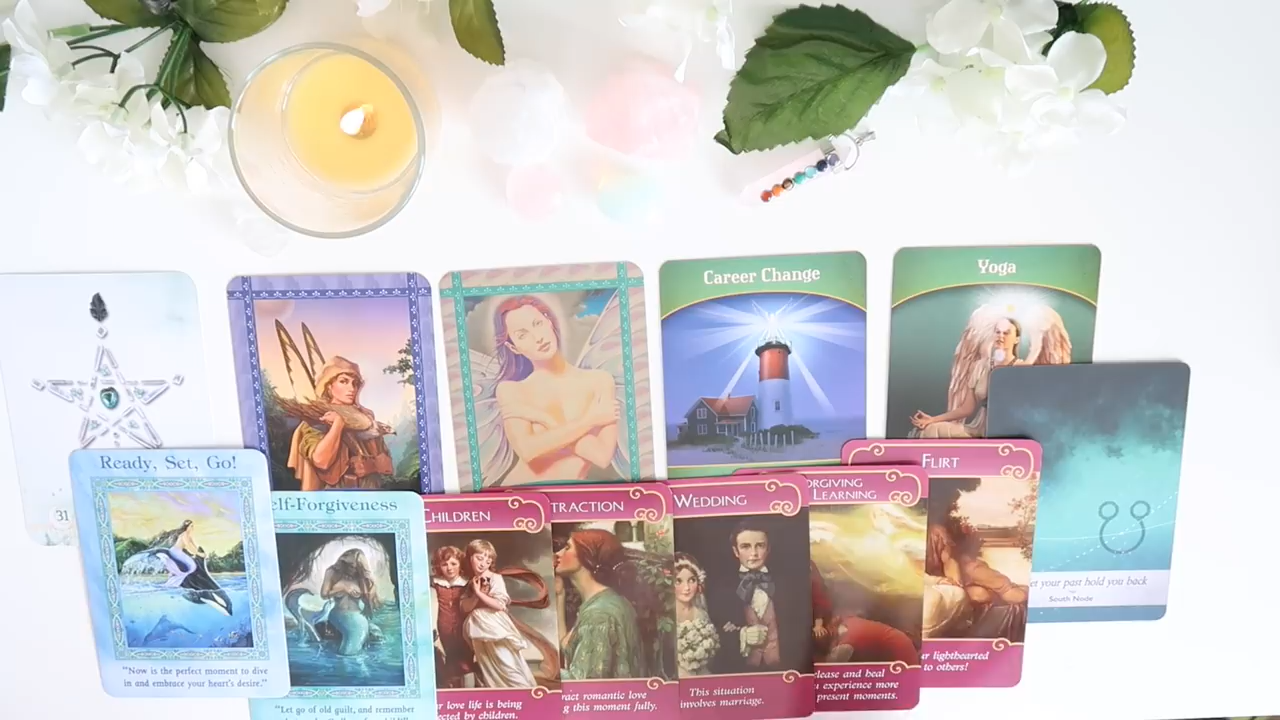 Career Change
Yoga
31
Ready, Set, Go!
"Now is the perfect moment to dive
in and embrace your heart's desire."
elf-Forgiveness
"Let go of old guilt, and remember
CHILDREN
r love life is being
ected by children.
TRACTION
ract romantic love
g this moment fully.
WEDDING
This situation
involves marriage.
ORGIVING
LEARNING
lease and heal
u experience more
present moments.
FLIRT
ur lighthearted
to others!
et your past hold you back
South Node